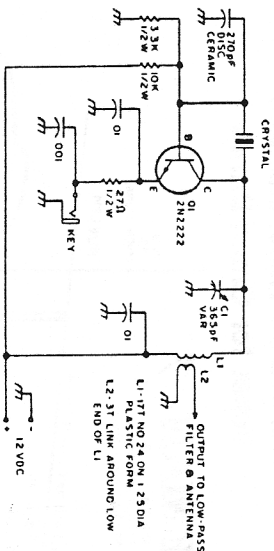 270pF
DISC
CERAMIC
CRYSTAL
3.3K
1/2W
10K
1/2W
.01
.001
B
C
E
Q1
2N2222
27Ω
1/2W
KEY
C1
365pF
VAR
.01
L1
L2
OUTPUT TO LOW-PASS
FILTER & ANTENNA
L1-17T NO 24 ON 1.25 DIA
PLASTIC FORM
L2-3T LINK AROUND LOW
END OF L1
-
12 VDC
+